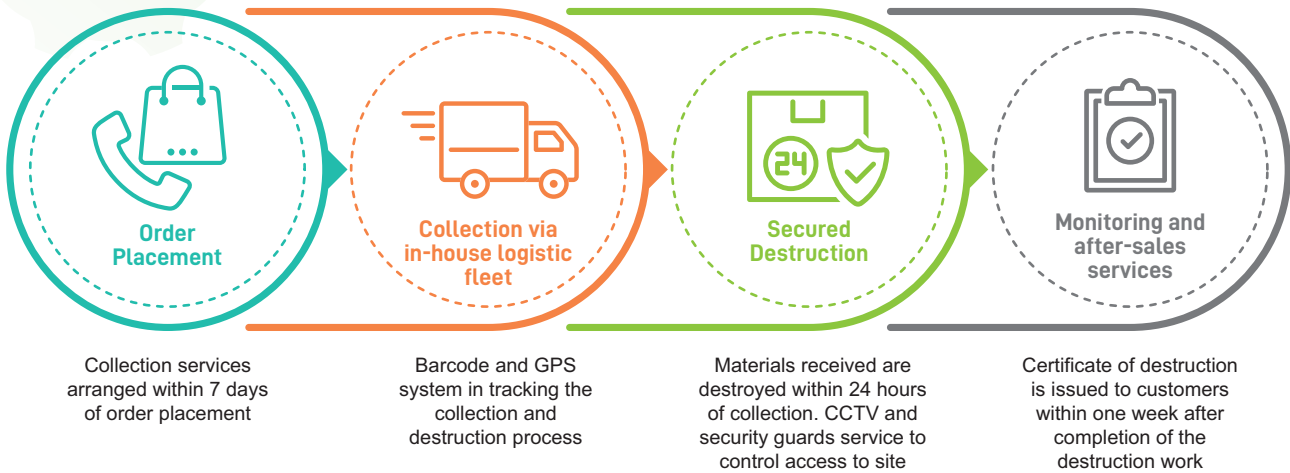 24
Order
Placement
Collection via
in-house logistic
fleet
Secured
Destruction
Monitoring and
after-sales
services
Collection services
arranged within 7 days
of order placement
Barcode and GPS
system in tracking the
collection and
destruction process
Materials received are
destroyed within 24 hours
of collection. CCTV and
security guards service to
control access to site
Certificate of destruction
is issued to customers
within one week after
completion of the
destruction work